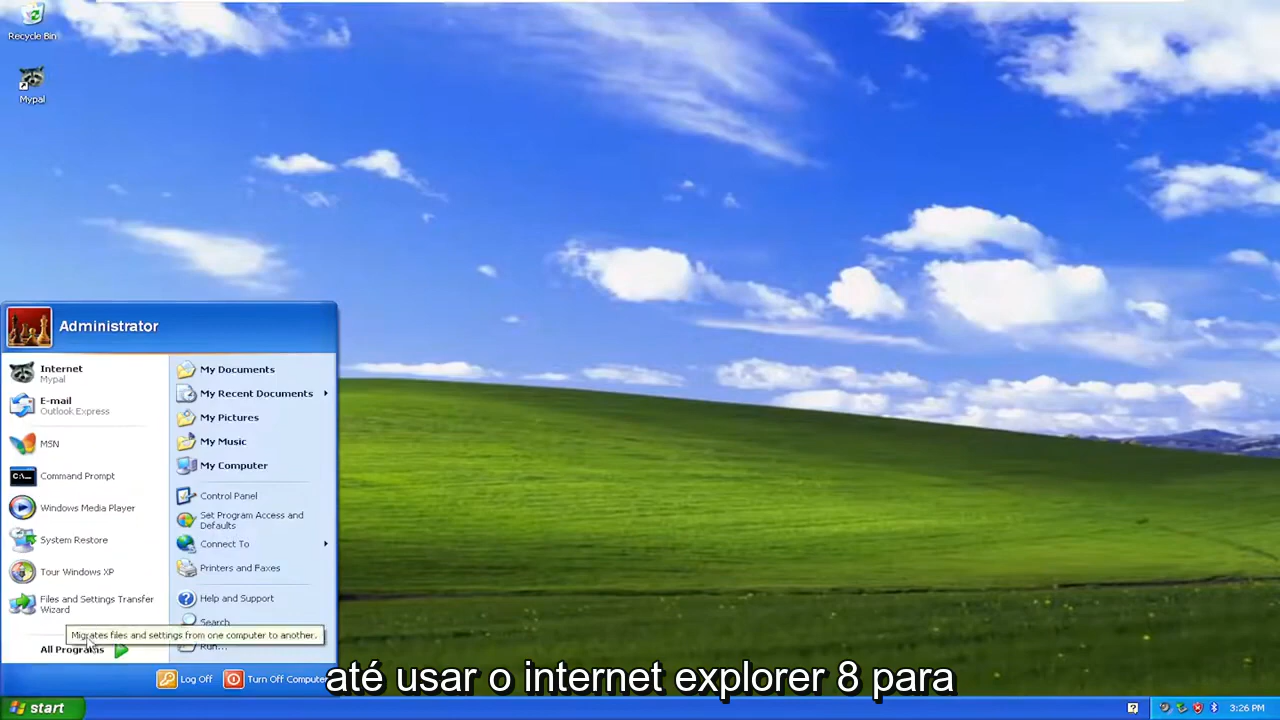 Recycle Bin
Mypal
Administrator
Internet
Mypal
E-mail
Outlook Express
MSN
Command Prompt
Windows Media Player
System Restore
Tour Windows XP
Files and Settings Transfer
Wizard
All Programs
My Documents
My Recent Documents
My Pictures
My Music
My Computer
Control Panel
Set Program Access and
Defaults
Connect To
Printers and Faxes
Help and Support
Search
Migrates files and settings from one computer to another.
Run...
Log Off
Turn Off Computer
até usar o internet explorer 8 para
start
3:26 PM